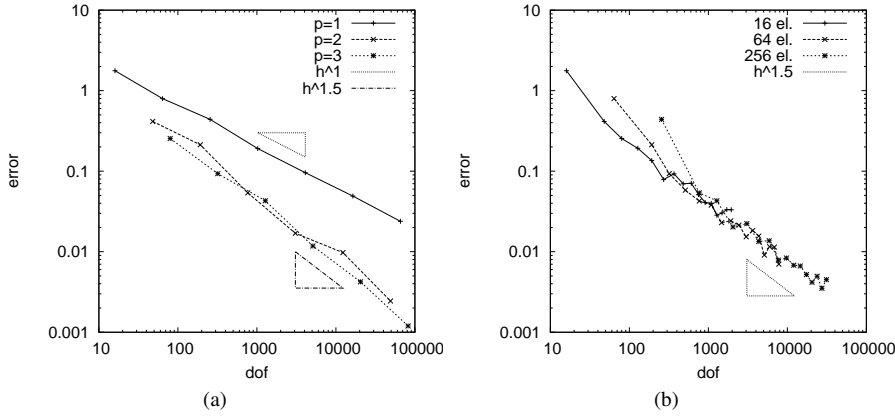 10
1
0.1
0.01
0.001
error
10
100
1000
10000
100000
dof
p=1
p=2
p=3
h^1
h^1.5
(a)
10
1
0.1
0.01
0.001
error
10
100
1000
10000
100000
dof
16 el.
64 el.
256 el.
h^1.5
(b)